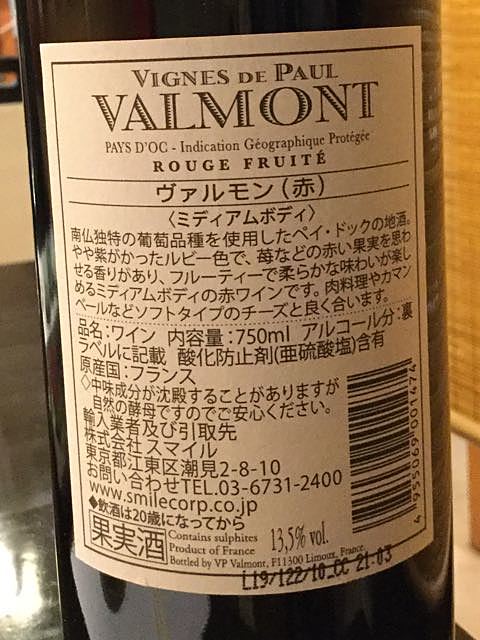 VIGNES DE PAUL
VALMONT
PAYS D'OC - Indication Géographique Protégée
ROUGE FRUITÉ
ヴァルモン(赤)
〈ミディアムボディ〉
南仏独特の葡萄品種を使用したペイ・ドックの地酒。
やや紫がかったルビー色で、苺などの赤い果実を思わ
せる香りがあり、フルーティーで柔らかな味わいが楽し
めるミディアムボディの赤ワインです。肉料理やカマン
ベールなどソフトタイプのチーズと良く合います。
品名:ワイン 内容量:750ml アルコール分:裏
ラベルに記載 酸化防止剤(亜硫酸塩)含有
原産国:フランス
◇中味成分が沈殿することがありますが
自然の酵母ですのでご安心ください。
輸入業者及び引取先
株式会社スマイル
東京都江東区潮見2-8-10
お問い合わせTEL.03-6731-2400
www.smilecorp.co.jp
◆飲酒は20歳になってから
果実酒
Contains sulphites
Product of France
13,5% vol.
Bottled by VP Valmont, F11300 Limoux, France.
L19/122/10_CC 21:03
4 955069 001474